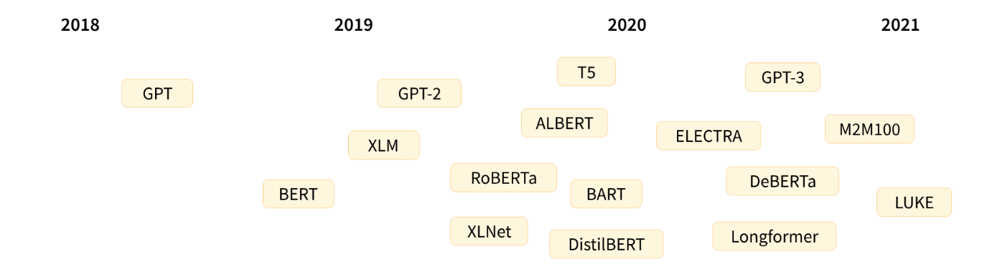 2018 2019 2020 2021
T5
GPT-3
GPT GPT-2
ALBERT
M2M100
ELECTRA
XLM
RoBERTa
DeBERTa
BERT BART
LUKE
XLNet
Longformer
DistilBERT